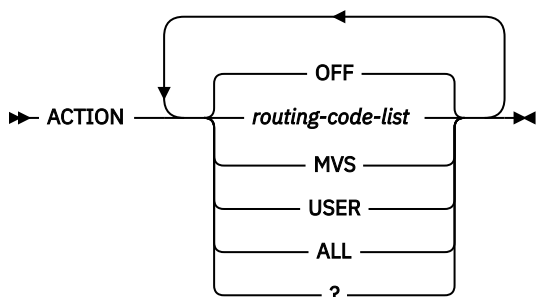 OFF
ACTION routing-code-list
MVS
USER
ALL
?